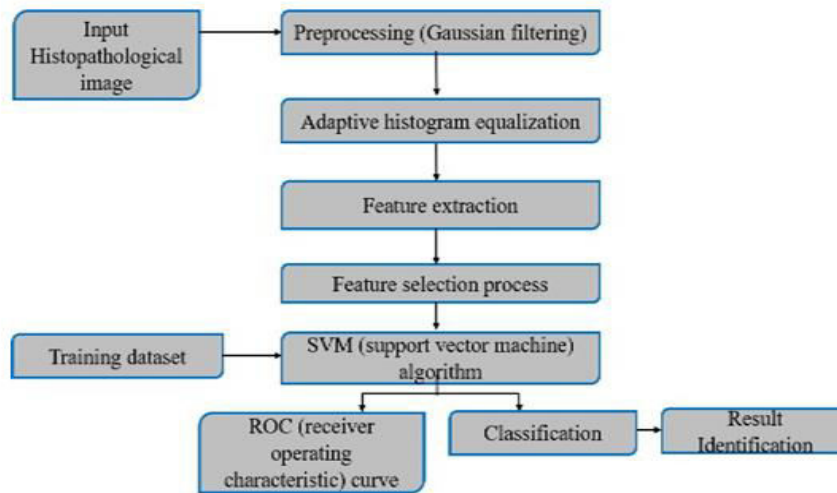 Input
Histopathological
image
Preprocessing (Gaussian filtering)
Adaptive histogram equalization
Feature extraction
Feature selection process
Training dataset
SVM (support vector machine)
algorithm
ROC (receiver
operating
characteristic) curve
Classification
Result
Identification